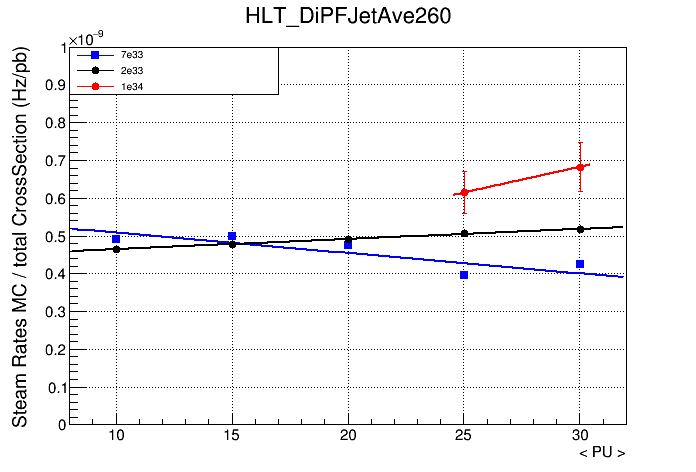 HLT_DiPFJetAve260
×10⁻⁹
7e33
2e33
1e34
Steam Rates MC / total CrossSection (Hz/pb)
1
0.9
0.8
0.7
0.6
0.5
0.4
0.3
0.2
0.1
0
10 15 20 25 30
< PU >